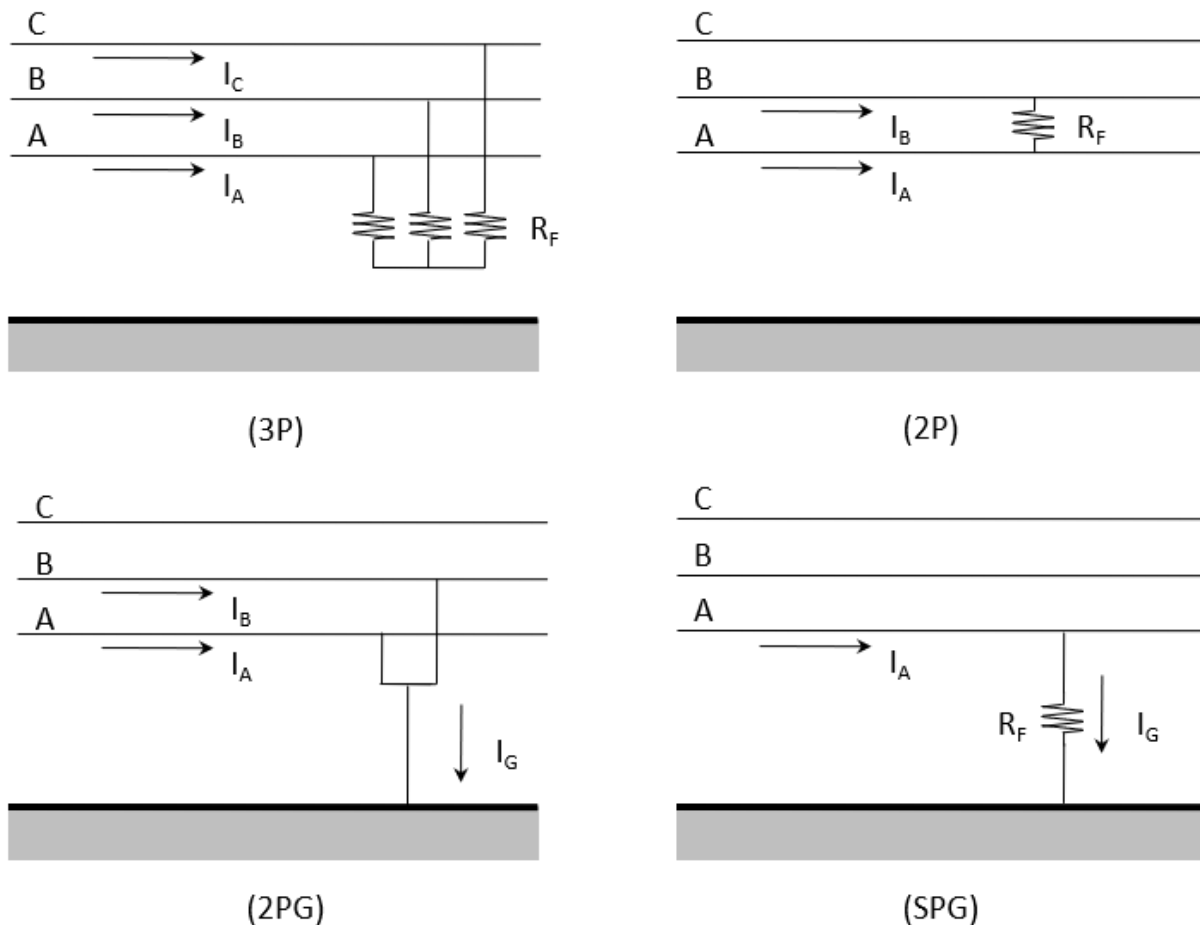 C
I_C
B
I_B
A
I_A
R_F
(3P)
C
B
I_B
R_F
A
I_A
(2P)
C
B
I_B
A
I_A
I_G
(2PG)
C
B
A
I_A
R_F
I_G
(SPG)